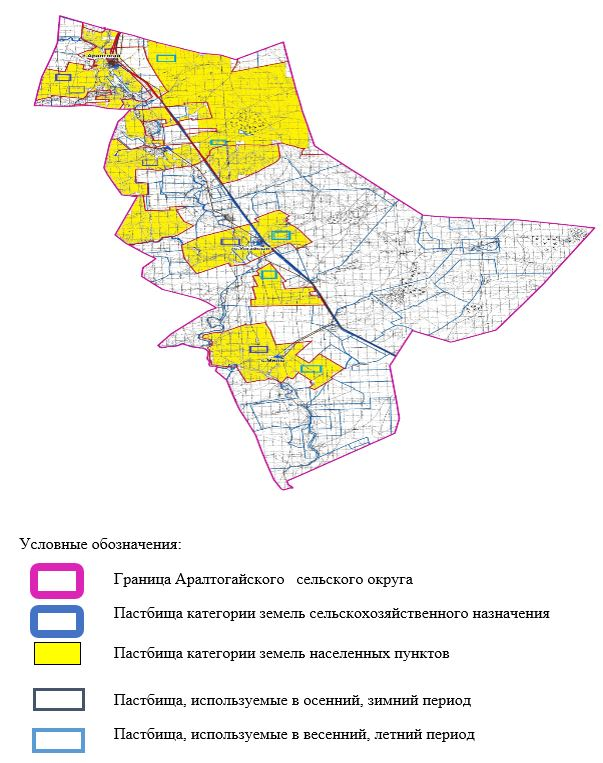 Условные обозначения:
Граница Аралтогайского сельского округа
Пастбища категории земель сельскохозяйственного назначения
Пастбища категории земель населенных пунктов
Пастбища, используемые в осенний, зимний период
Пастбища, используемые в весенний, летний период